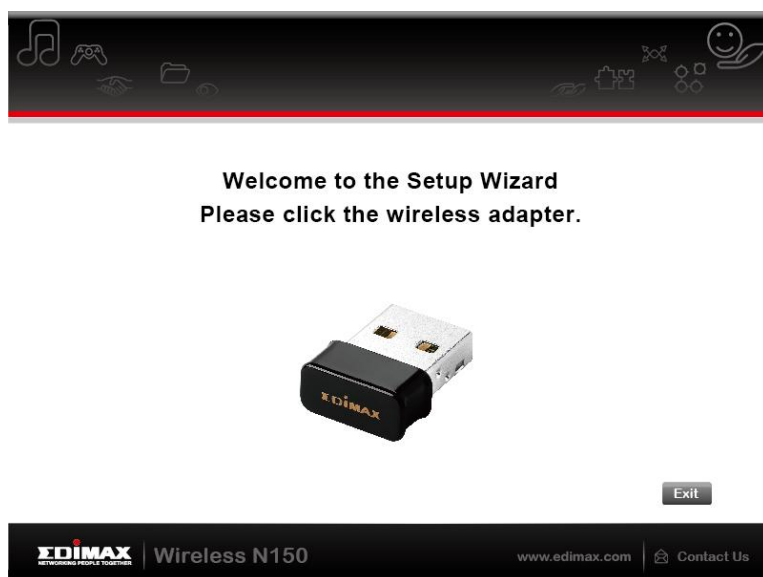 Welcome to the Setup Wizard
Please click the wireless adapter.
EDIMAX
Exit
EDIMAX
NETWORKING PEOPLE TOGETHER
Wireless N150
www.edimax.com
Contact Us